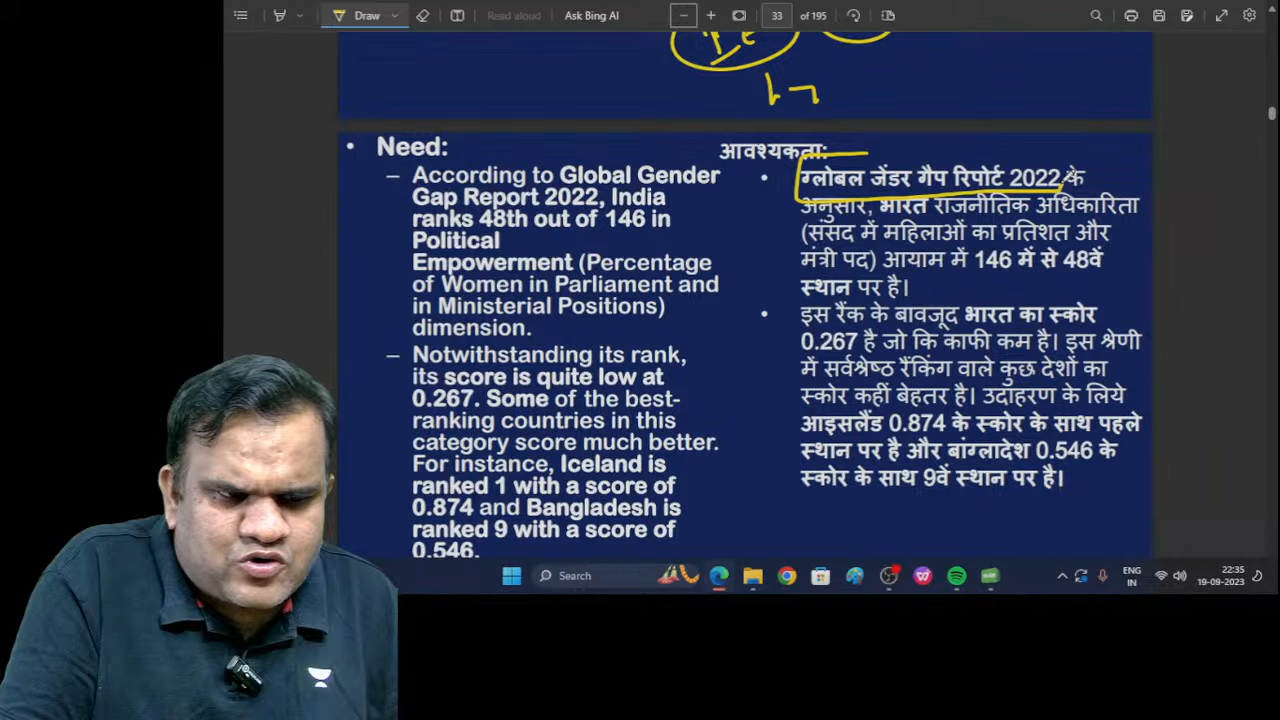 Read aloud
Draw
Ask Bing AI
33 of 195
• Need:
– According to Global Gender
Gap Report 2022, India
ranks 48th out of 146 in
Political
Empowerment (Percentage
of Women in Parliament and
in Ministerial Positions)
dimension.
– Notwithstanding its rank,
its score is quite low at
0.267. Some of the best-
ranking countries in this
category score much better.
For instance, Iceland is
ranked 1 with a score of
0.874 and Bangladesh is
ranked 9 with a score of
0.546.
आवश्यकता:
• ग्लोबल जेंडर गैप रिपोर्ट 2022 के
अनुसार, भारत राजनीतिक अधिकारिता
(संसद में महिलाओं का प्रतिशत और
मंत्री पद) आयाम में 146 में से 48वें
स्थान पर है।
• इस रैंक के बावजूद भारत का स्कोर
0.267 है जो कि काफी कम है। इस श्रेणी
में सर्वश्रेष्ठ रैंकिंग वाले कुछ देशों का
स्कोर कहीं बेहतर है। उदाहरण के लिये
आइसलैंड 0.874 के स्कोर के साथ पहले
स्थान पर है और बांग्लादेश 0.546 के
स्कोर के साथ 9वें स्थान पर है।
Search
ENG
IN
22:35
19-09-2023